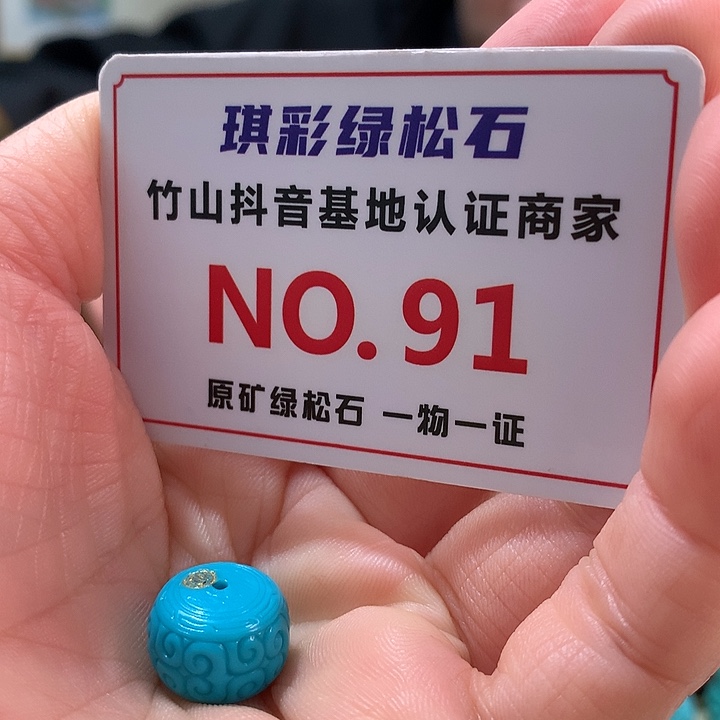 琪彩绿松石
竹山抖音基地认证商家
NO.91
原矿绿松石 一物一证